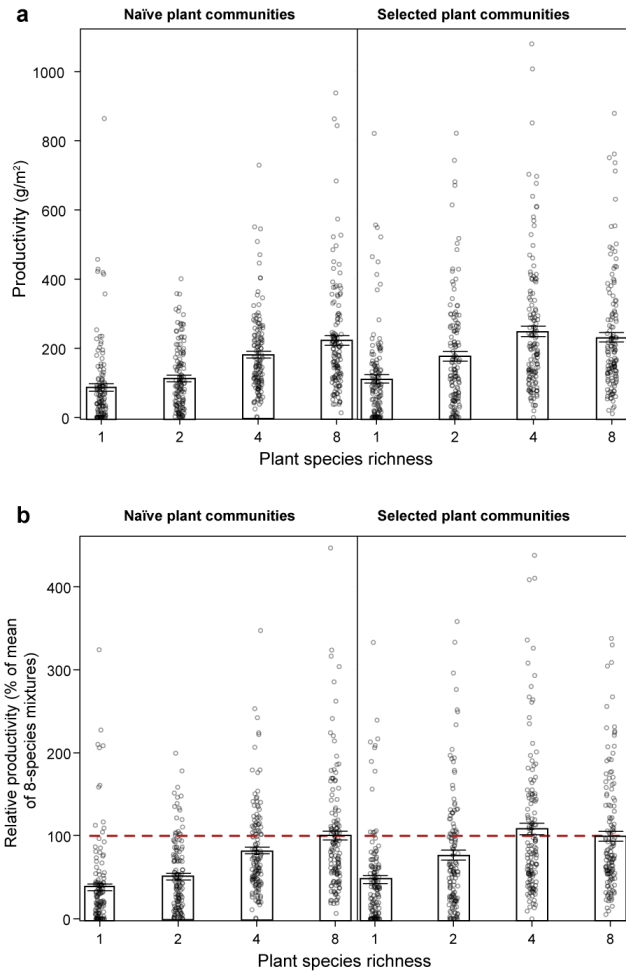 a
Naïve plant communities
Selected plant communities
Productivity (g/m²)
1000
800
600
400
200
0
1 2 4 8 1 2 4 8
Plant species richness
b
Naïve plant communities
Selected plant communities
Relative productivity (% of mean
of 8-species mixtures)
400
300
200
100
0
1 2 4 8 1 2 4 8
Plant species richness